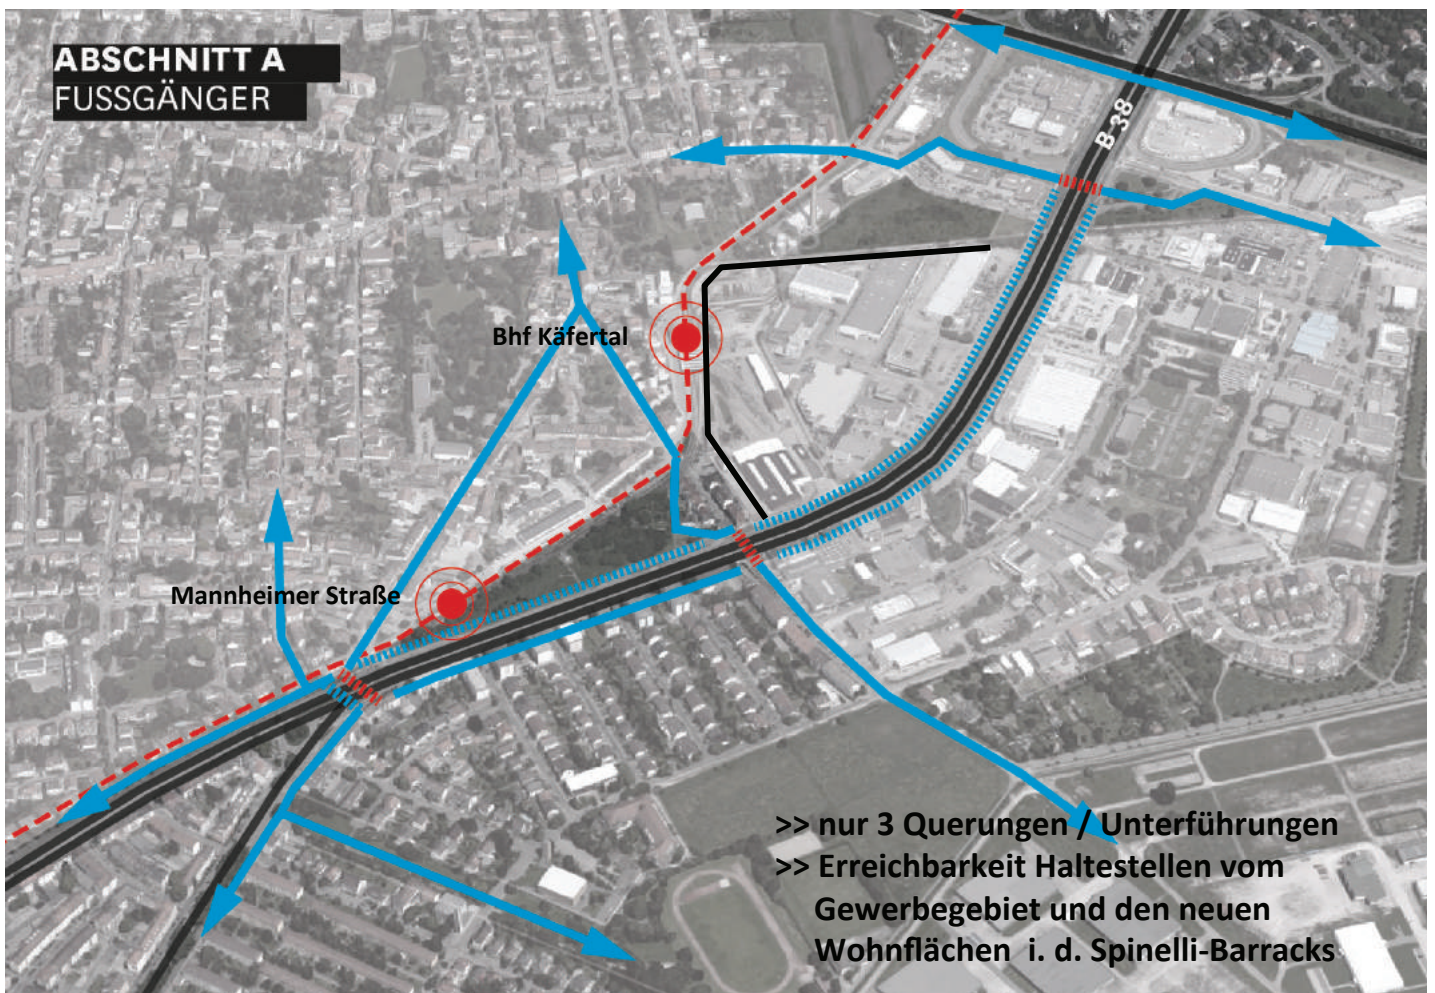 ABSCHNITT A
FUSSGÄNGER
B 38
Bhf Käfertal
Mannheimer Straße
>> nur 3 Querungen / Unterführungen
>> Erreichbarkeit Haltestellen vom
Gewerbegebiet und den neuen
Wohnflächen i. d. Spinelli-Barracks